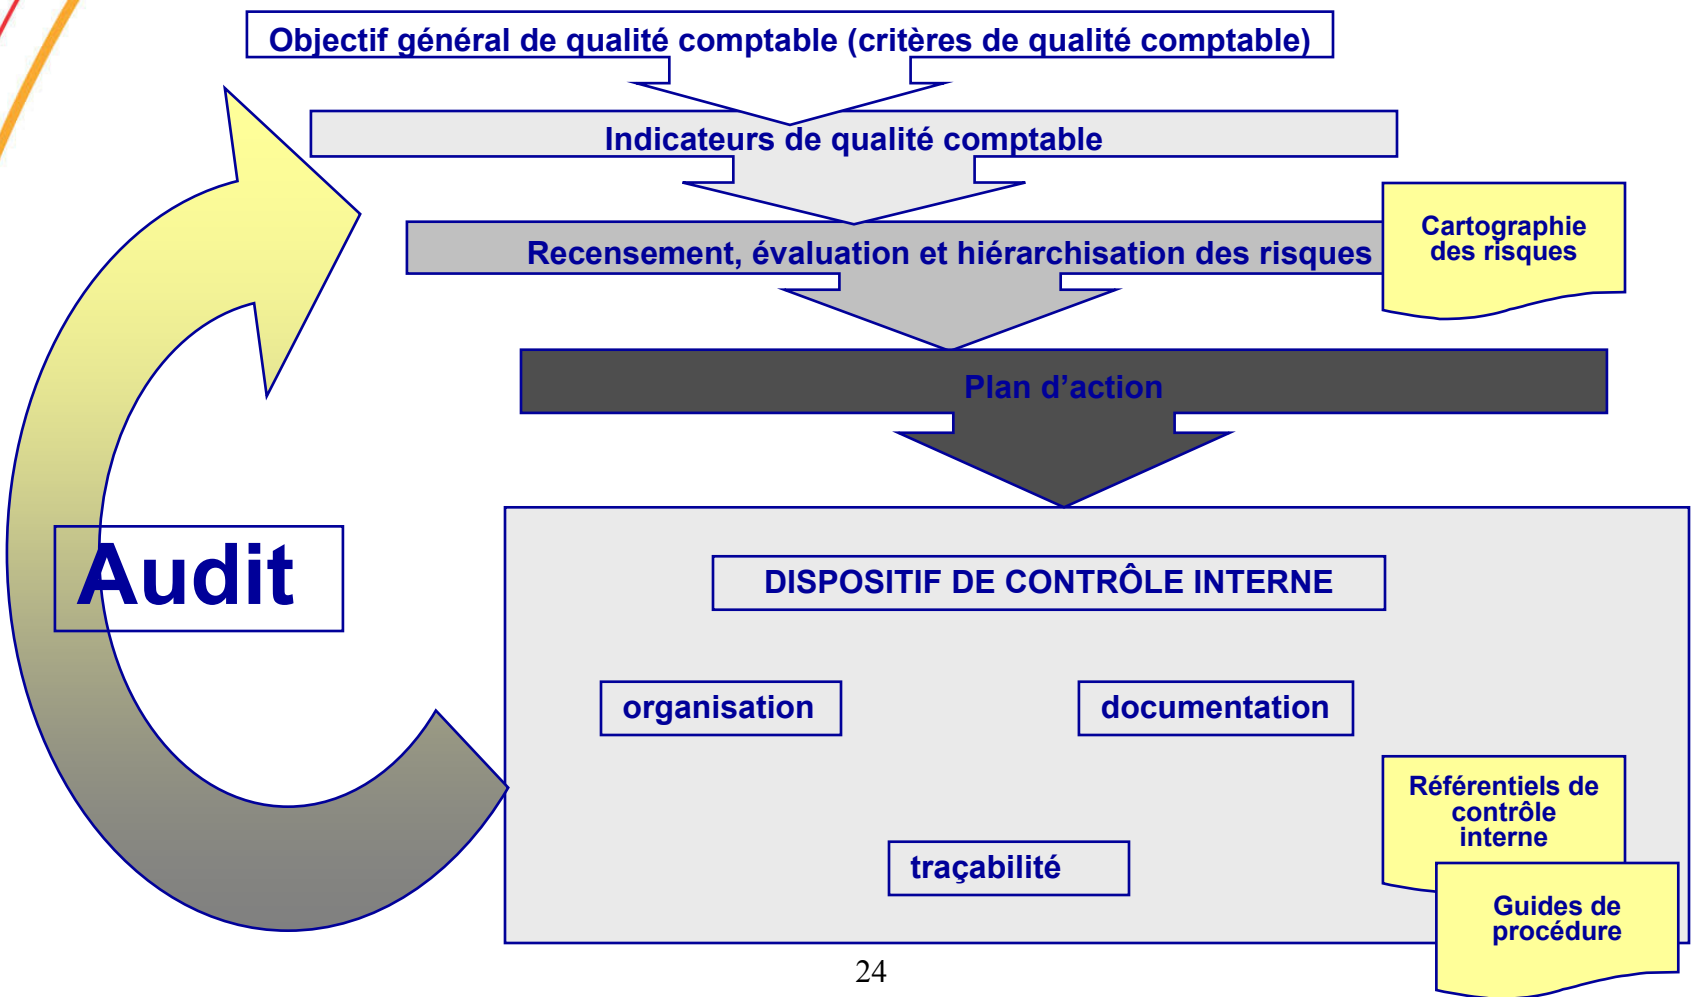 Objectif général de qualité comptable (critères de qualité comptable)
Indicateurs de qualité comptable
Recensement, évaluation et hiérarchisation des risques
Cartographie
des risques
Plan d’action
Audit
DISPOSITIF DE CONTRÔLE INTERNE
organisation
documentation
traçabilité
Référentiels de
contrôle
interne
Guides de
procédure
24